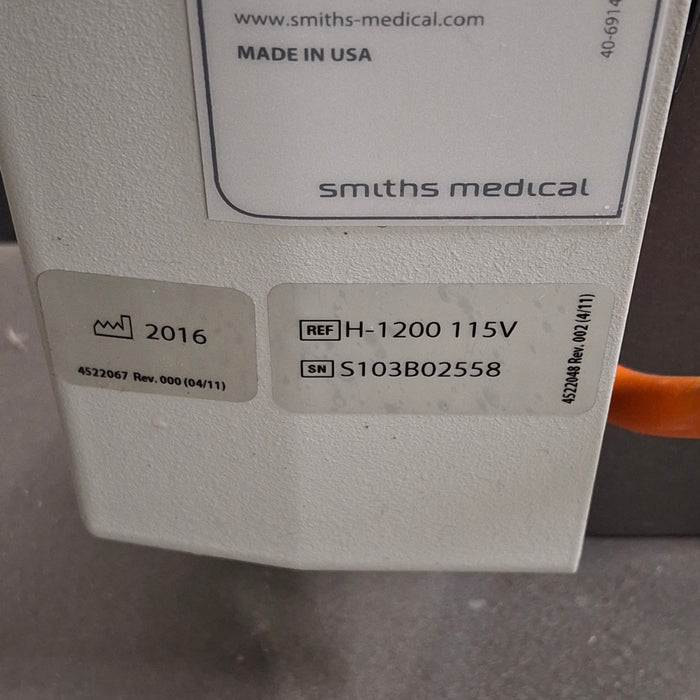 www.smiths-medical.com
MADE IN USA
40-6914
smiths medical
2016
4522067 Rev. 000 (04/11)
REF H-1200 115V
SN S103B02558
4522048 Rev. 002 (4/11)